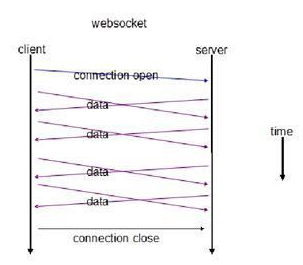 websocket
client
server
connection open
data
data
time
data
data
connection close